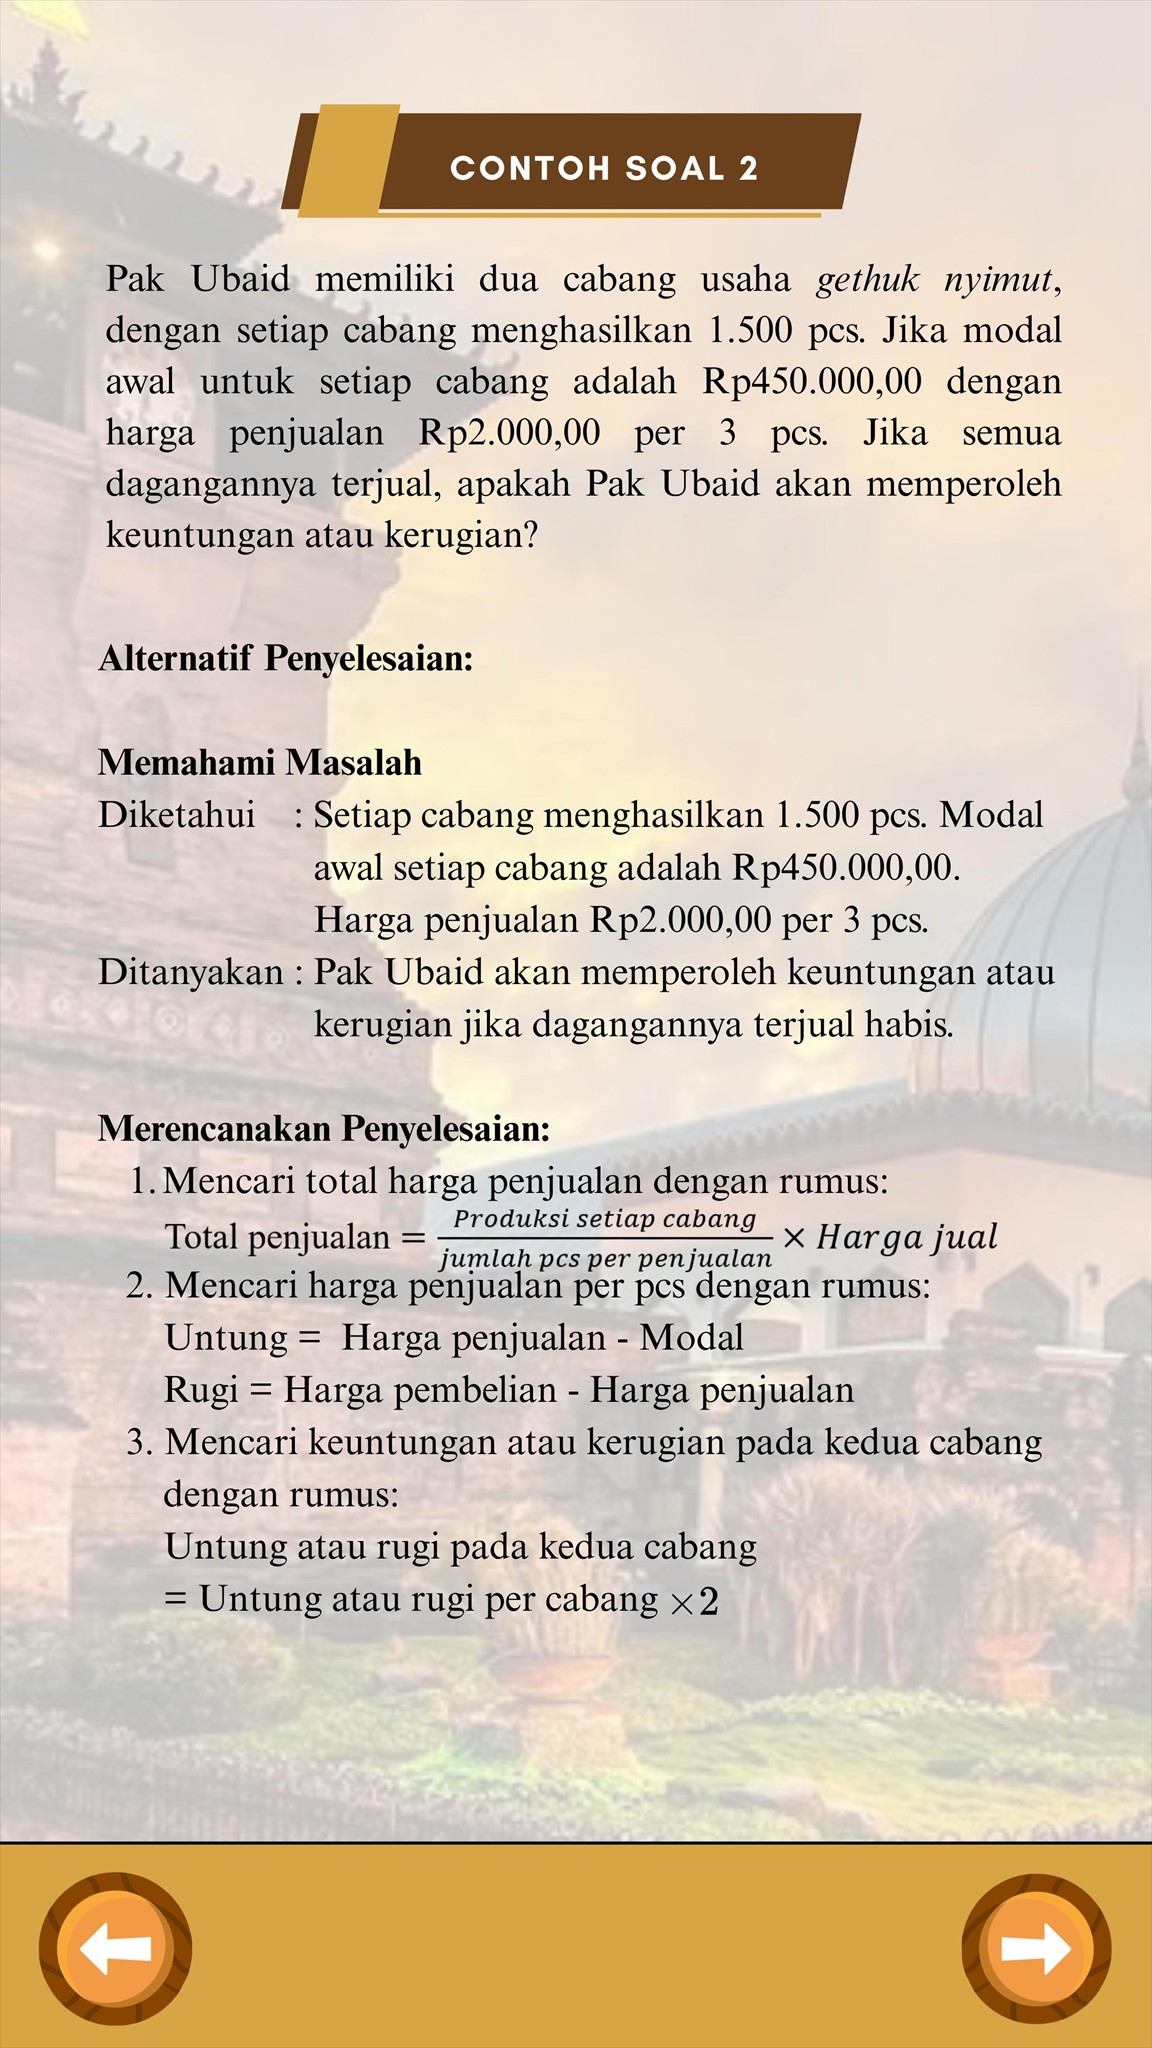 CONTOH SOAL 2
Pak Ubaid memiliki dua cabang usaha gethuk nyimut,
dengan setiap cabang menghasilkan 1.500 pcs. Jika modal
awal untuk setiap cabang adalah Rp450.000,00 dengan
harga penjualan Rp2.000,00 per 3 pcs. Jika semua
dagangannya terjual, apakah Pak Ubaid akan memperoleh
keuntungan atau kerugian?
Alternatif Penyelesaian:
Memahami Masalah
Diketahui : Setiap cabang menghasilkan 1.500 pcs. Modal
awal setiap cabang adalah Rp450.000,00.
Harga penjualan Rp2.000,00 per 3 pcs.
Ditanyakan : Pak Ubaid akan memperoleh keuntungan atau
kerugian jika dagangannya terjual habis.
Merencanakan Penyelesaian:
1. Mencari total harga penjualan dengan rumus:
Total penjualan = Produksi setiap cabang / jumlah pcs per penjualan × Harga jual
2. Mencari harga penjualan per pcs dengan rumus:
Untung = Harga penjualan - Modal
Rugi = Harga pembelian - Harga penjualan
3. Mencari keuntungan atau kerugian pada kedua cabang
dengan rumus:
Untung atau rugi pada kedua cabang
= Untung atau rugi per cabang ×2